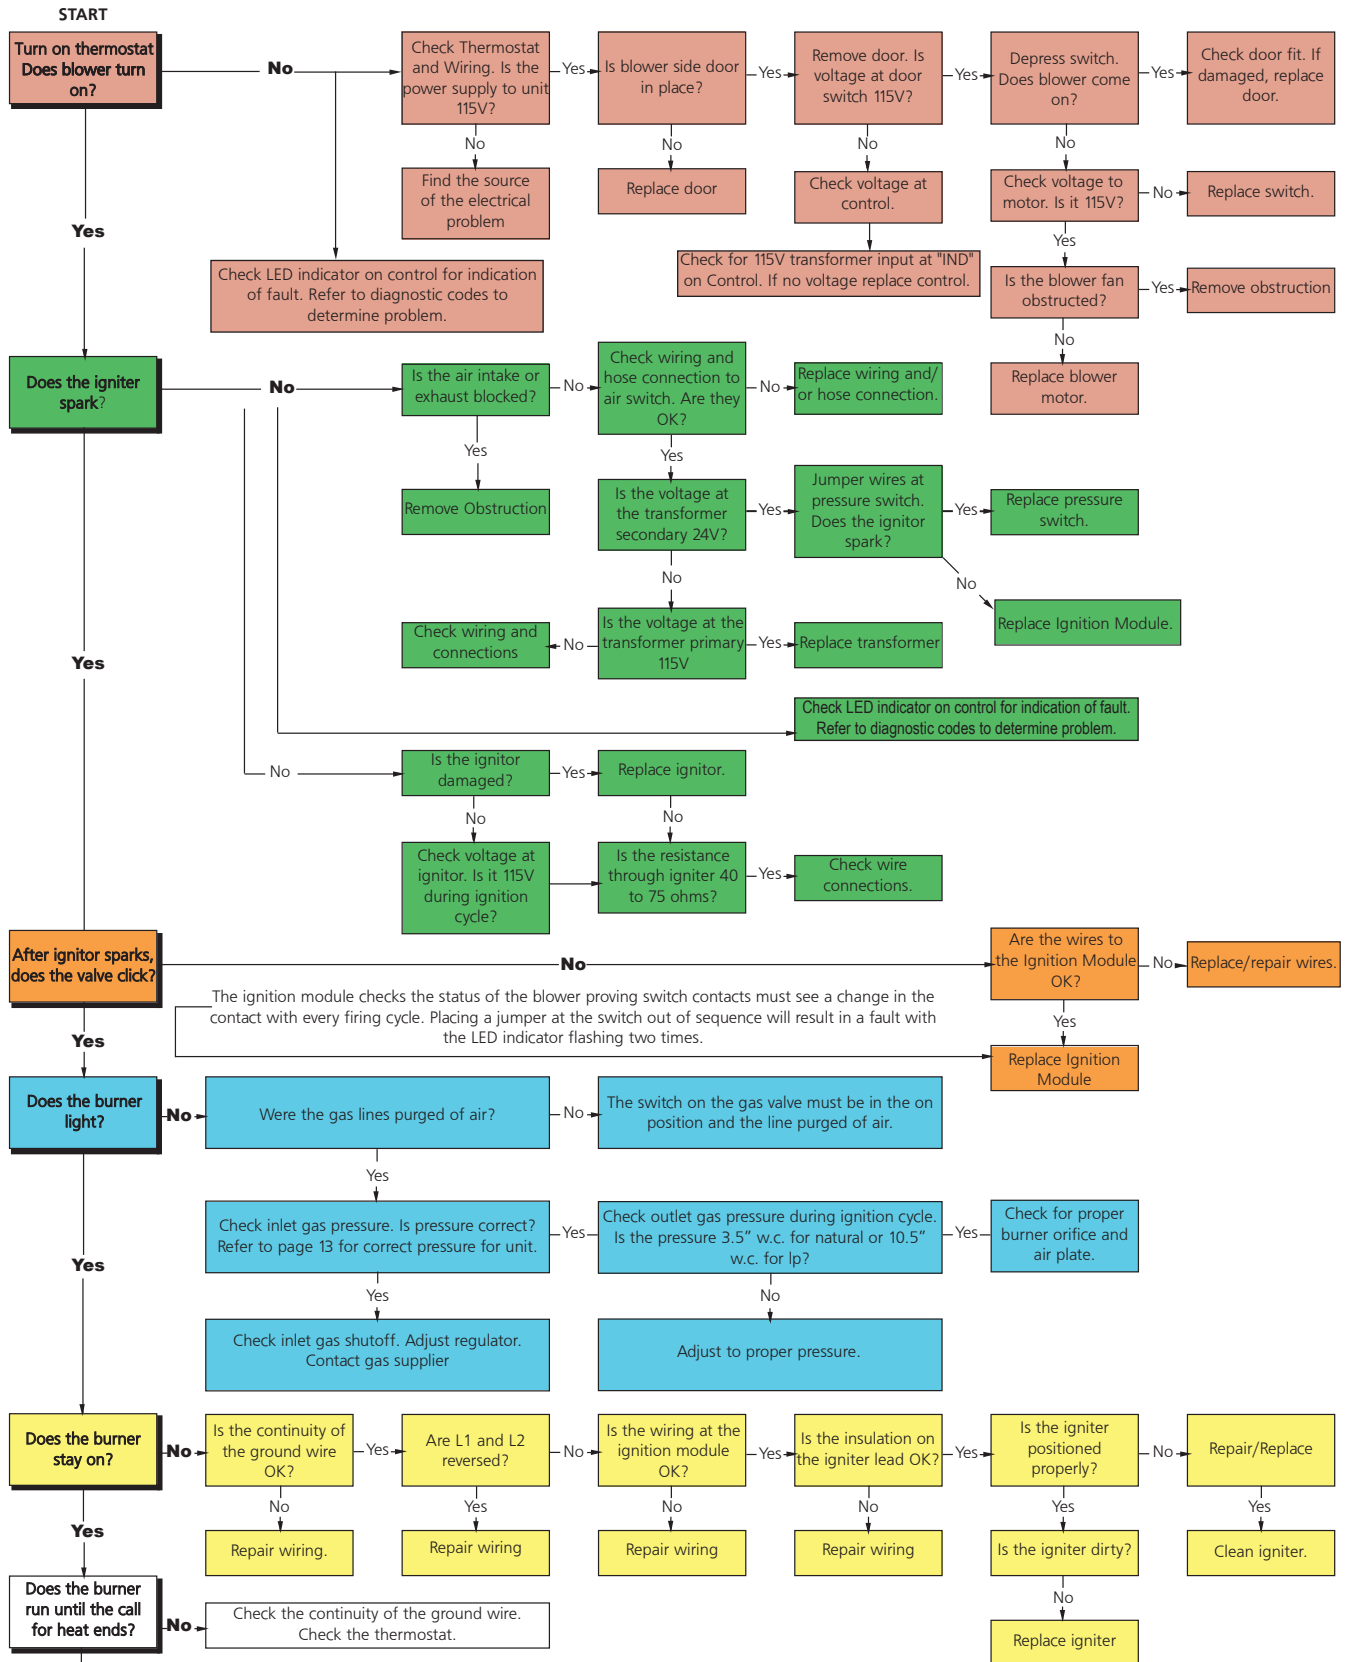 START
Turn on thermostat
Does blower turn
on?
No
Check Thermostat
and Wiring. Is the
power supply to unit
115V?
Yes
Is blower side door
in place?
Yes
Remove door. Is
voltage at door
switch 115V?
Yes
Depress switch.
Does blower come
on?
Yes
Check door fit. If
damaged, replace
door.
No
No
No
No
Find the source
of the electrical
problem
Replace door
Check voltage at
control.
Check voltage to
motor. Is it 115V?
No
Replace switch.
Yes
Yes
Check LED indicator on control for indication
of fault. Refer to diagnostic codes to
determine problem.
Check for 115V transformer input at "IND"
on Control. If no voltage replace control.
Is the blower fan
obstructed?
Yes
Remove obstruction
No
Replace blower
motor.
Does the igniter
spark?
No
Is the air intake or
exhaust blocked?
No
Check wiring and
hose connection to
air switch. Are they
OK?
No
Replace wiring and/
or hose connection.
Yes
Yes
Remove Obstruction
Is the voltage at
the transformer
secondary 24V?
Yes
Jumper wires at
pressure switch.
Does the ignitor
spark?
Yes
Replace pressure
switch.
No
No
Replace Ignition Module.
Check wiring and
connections
No
Is the voltage at the
transformer primary
115V
Yes
Replace transformer
Yes
Check LED indicator on control for indication of fault.
Refer to diagnostic codes to determine problem.
No
Is the ignitor
damaged?
Yes
Replace ignitor.
No
No
Check voltage at
ignitor. Is it 115V
during ignition
cycle?
Is the resistance
through igniter 40
to 75 ohms?
Yes
Check wire
connections.
After ignitor sparks,
does the valve click?
No
Are the wires to
the Ignition Module
OK?
No
Replace/repair wires.
The ignition module checks the status of the blower proving switch contacts must see a change in the
contact with every firing cycle. Placing a jumper at the switch out of sequence will result in a fault with
the LED indicator flashing two times.
Yes
Replace Ignition
Module
Yes
Does the burner
light?
No
Were the gas lines purged of air?
No
The switch on the gas valve must be in the on
position and the line purged of air.
Yes
Check inlet gas pressure. Is pressure correct?
Refer to page 13 for correct pressure for unit.
Yes
Check outlet gas pressure during ignition cycle.
Is the pressure 3.5” w.c. for natural or 10.5”
w.c. for lp?
Yes
Check for proper
burner orifice and
air plate.
Yes
Yes
No
Check inlet gas shutoff. Adjust regulator.
Contact gas supplier
Adjust to proper pressure.
Does the burner
stay on?
No
Is the continuity of
the ground wire
OK?
Yes
Are L1 and L2
reversed?
No
Is the wiring at the
ignition module
OK?
Yes
Is the insulation on
the igniter lead OK?
Yes
Is the igniter
positioned
properly?
No
Repair/Replace
No
Yes
No
No
Yes
Yes
Yes
Repair wiring.
Repair wiring
Repair wiring
Repair wiring
Is the igniter dirty?
Clean igniter.
Does the burner
run until the call
for heat ends?
No
Check the continuity of the ground wire.
Check the thermostat.
No
Replace igniter